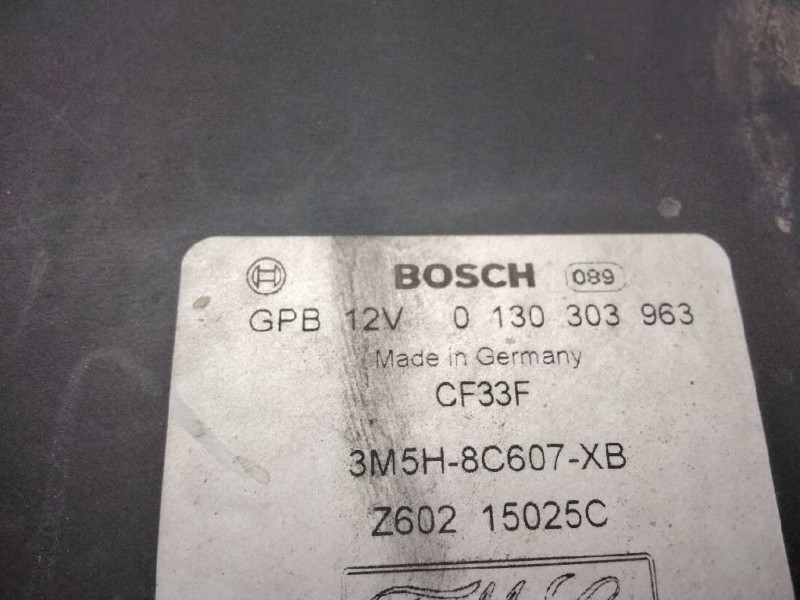 BOSCH 089
GPB 12V 0 130 303 963
Made in Germany
CF33F
3M5H-8C607-XB
Z602 15025C